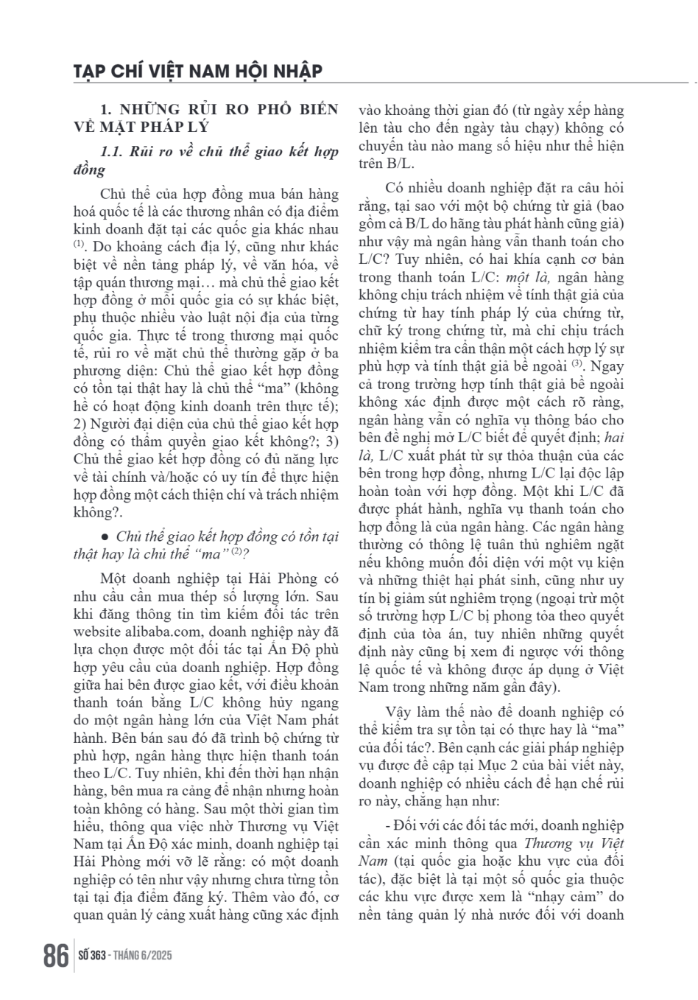 TẠP CHÍ VIỆT NAM HỘI NHẬP
1. NHỮNG RỦI RO PHỔ BIẾN
VỀ MẶT PHÁP LÝ
1.1. Rủi ro về chủ thể giao kết hợp
đồng
Chủ thể của hợp đồng mua bán hàng
hoá quốc tế là các thương nhân có địa điểm
kinh doanh đặt tại các quốc gia khác nhau
(1). Do khoảng cách địa lý, cũng như khác
biệt về nền tảng pháp lý, về văn hóa, về
tập quán thương mại… mà chủ thể giao kết
hợp đồng ở mỗi quốc gia có sự khác biệt,
phụ thuộc nhiều vào luật nội địa của từng
quốc gia. Thực tế trong thương mại quốc
tế, rủi ro về mặt chủ thể thường gặp ở ba
phương diện: Chủ thể giao kết hợp đồng
có tồn tại thật hay là chủ thể “ma” (không
hề có hoạt động kinh doanh trên thực tế);
2) Người đại diện của chủ thể giao kết hợp
đồng có thẩm quyền giao kết không?; 3)
Chủ thể giao kết hợp đồng có đủ năng lực
về tài chính và/hoặc có uy tín để thực hiện
hợp đồng một cách thiện chí và trách nhiệm
không?.
● Chủ thể giao kết hợp đồng có tồn tại
thật hay là chủ thể “ma” (2)?
Một doanh nghiệp tại Hải Phòng có
nhu cầu cần mua thép số lượng lớn. Sau
khi đăng thông tin tìm kiếm đối tác trên
website alibaba.com, doanh nghiệp này đã
lựa chọn được một đối tác tại Ấn Độ phù
hợp yêu cầu của doanh nghiệp. Hợp đồng
giữa hai bên được giao kết, với điều khoản
thanh toán bằng L/C không hủy ngang
do một ngân hàng lớn của Việt Nam phát
hành. Bên bán sau đó đã trình bộ chứng từ
phù hợp, ngân hàng thực hiện thanh toán
theo L/C. Tuy nhiên, khi đến thời hạn nhận
hàng, bên mua ra cảng để nhận nhưng hoàn
toàn không có hàng. Sau một thời gian tìm
hiểu, thông qua việc nhờ Thương vụ Việt
Nam tại Ấn Độ xác minh, doanh nghiệp tại
Hải Phòng mới vỡ lẽ rằng: có một doanh
nghiệp có tên như vậy nhưng chưa từng tồn
tại tại địa điểm đăng ký. Thêm vào đó, cơ
quan quản lý cảng xuất hàng cũng xác định
vào khoảng thời gian đó (từ ngày xếp hàng
lên tàu cho đến ngày tàu chạy) không có
chuyến tàu nào mang số hiệu như thể hiện
trên B/L.
Có nhiều doanh nghiệp đặt ra câu hỏi
rằng, tại sao với một bộ chứng từ giả (bao
gồm cả B/L do hãng tàu phát hành cũng giả)
như vậy mà ngân hàng vẫn thanh toán cho
L/C? Tuy nhiên, có hai khía cạnh cơ bản
trong thanh toán L/C: một là, ngân hàng
không chịu trách nhiệm về tính thật giả của
chứng từ hay tính pháp lý của chứng từ,
chữ ký trong chứng từ, mà chỉ chịu trách
nhiệm kiểm tra cẩn thận một cách hợp lý sự
phù hợp và tính thật giả bề ngoài (3). Ngay
cả trong trường hợp tính thật giả bề ngoài
không xác định được một cách rõ ràng,
ngân hàng vẫn có nghĩa vụ thông báo cho
bên đề nghị mở L/C biết để quyết định; hai
là, L/C xuất phát từ sự thỏa thuận của các
bên trong hợp đồng, nhưng L/C lại độc lập
hoàn toàn với hợp đồng. Một khi L/C đã
được phát hành, nghĩa vụ thanh toán cho
hợp đồng là của ngân hàng. Các ngân hàng
thường có thông lệ tuân thủ nghiêm ngặt
nếu không muốn đối diện với một vụ kiện
và những thiệt hại phát sinh, cũng như uy
tín bị giảm sút nghiêm trọng (ngoại trừ một
số trường hợp L/C bị phong tỏa theo quyết
định của tòa án, tuy nhiên những quyết
định này cũng bị xem đi ngược với thông
lệ quốc tế và không được áp dụng ở Việt
Nam trong những năm gần đây).
Vậy làm thế nào để doanh nghiệp có
thể kiểm tra sự tồn tại có thực hay là “ma”
của đối tác?. Bên cạnh các giải pháp nghiệp
vụ được đề cập tại Mục 2 của bài viết này,
doanh nghiệp có nhiều cách để hạn chế rủi
ro này, chẳng hạn như:
- Đối với các đối tác mới, doanh nghiệp
cần xác minh thông qua Thương vụ Việt
Nam (tại quốc gia hoặc khu vực của đối
tác), đặc biệt là tại một số quốc gia thuộc
các khu vực được xem là “nhạy cảm” do
nền tảng quản lý nhà nước đối với doanh
86 SỐ 363 - THÁNG 6/2025